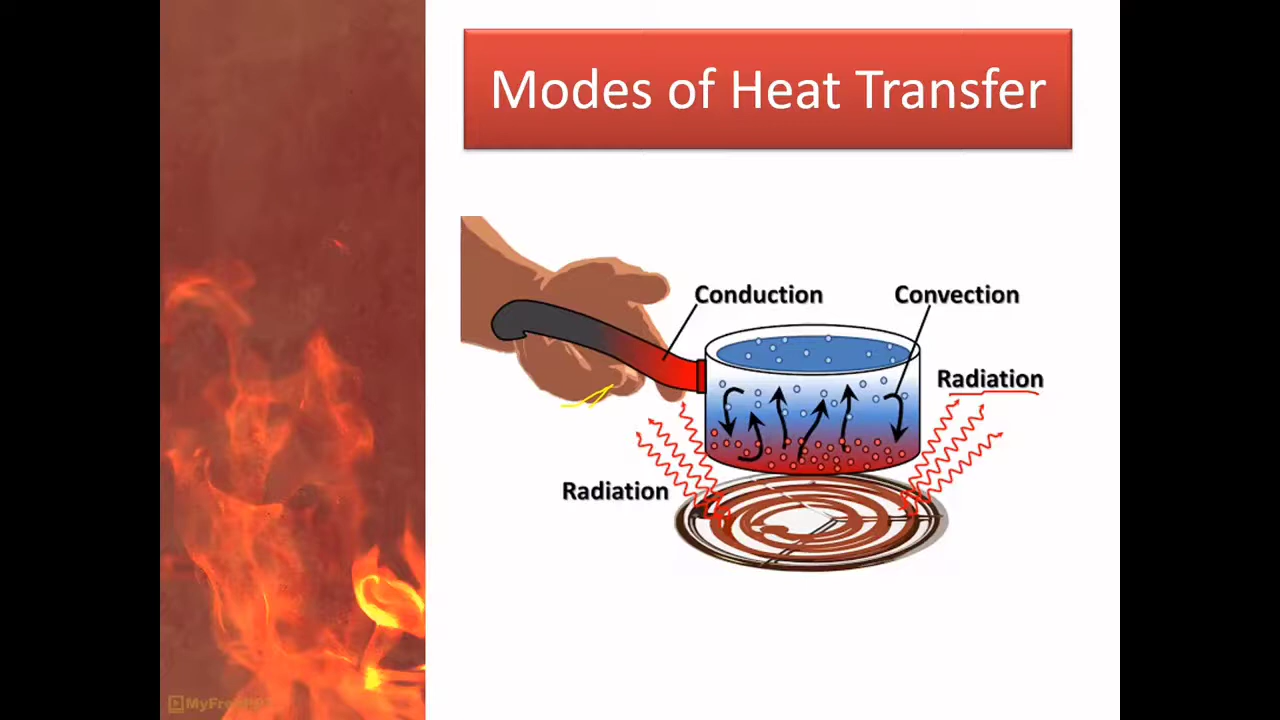 Modes of Heat Transfer
Conduction
Convection
Radiation
Radiation